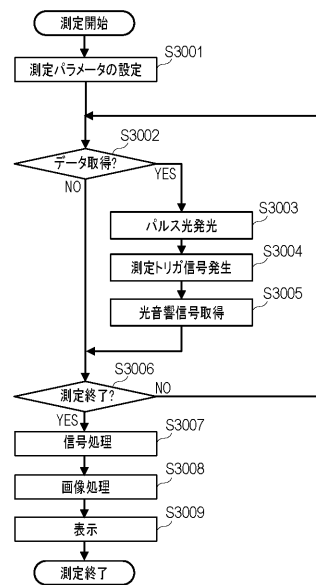 測定開始
S3001
測定パラメータの設定
S3002
データ取得?
NO
YES
S3003
パルス光発光
S3004
測定トリガ信号発生
S3005
光音響信号取得
S3006
測定終了?
NO
YES
S3007
信号処理
S3008
画像処理
S3009
表示
測定終了